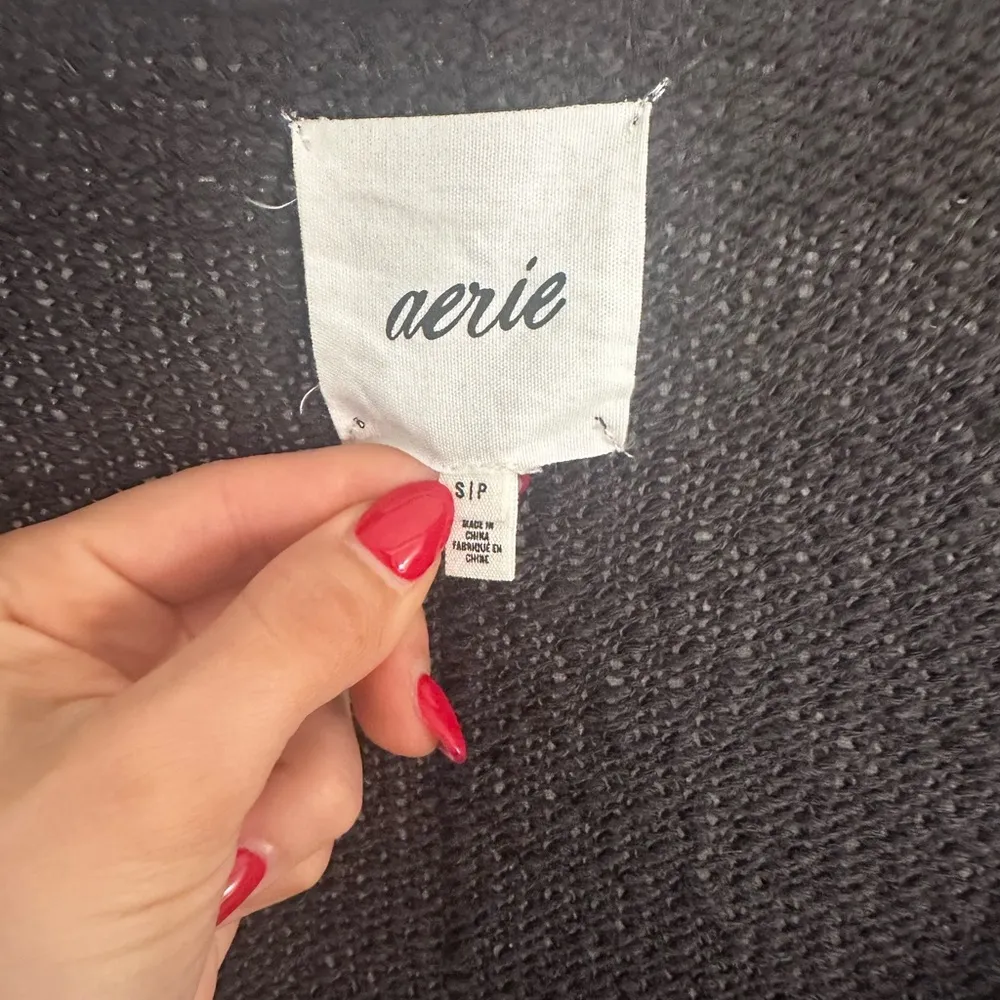 aerie
S|P
MADE IN
CHINA
FABRIQUÉ EN
CHINE